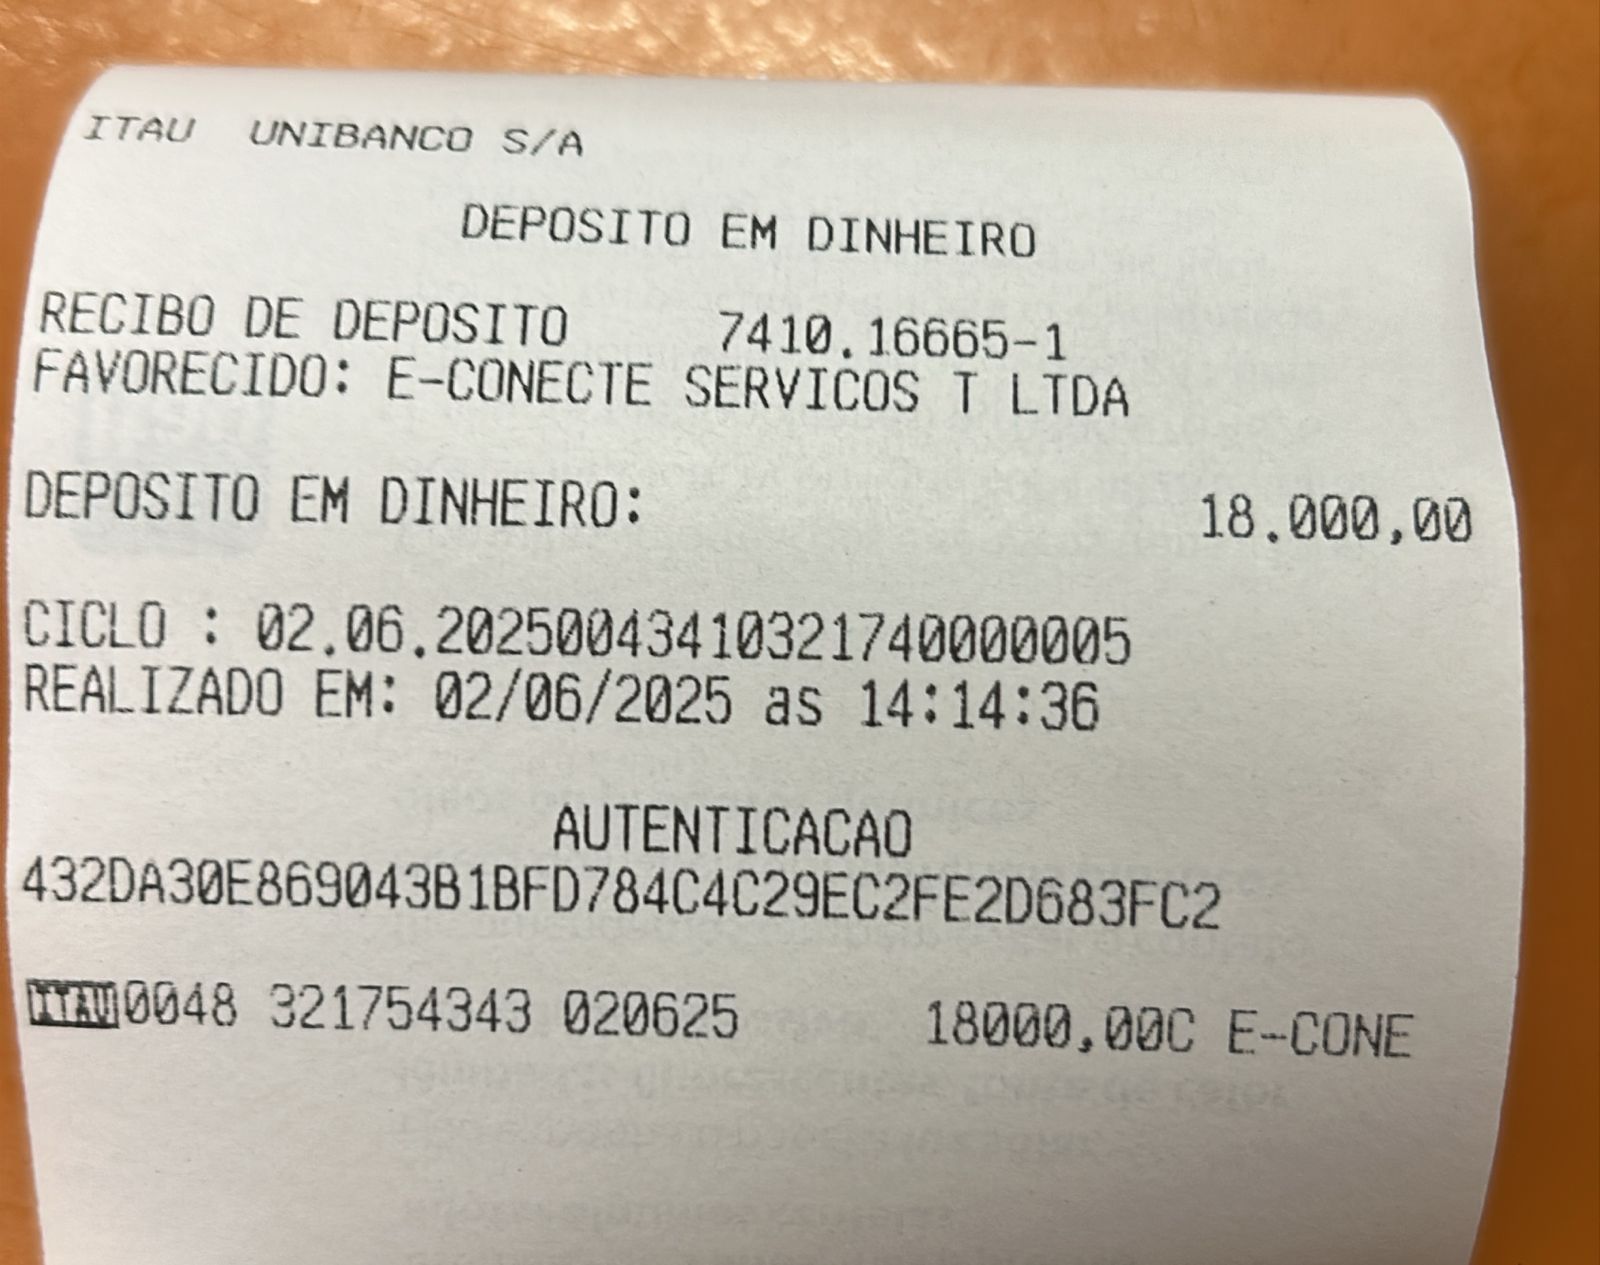 ITAU UNIBANCO S/A
DEPOSITO EM DINHEIRO
RECIBO DE DEPOSITO 7410.16665-1
FAVORECIDO: E-CONECTE SERVICOS T LTDA
DEPOSITO EM DINHEIRO: 18.000,00
CICLO : 02.06.20250043410321740000005
REALIZADO EM: 02/06/2025 as 14:14:36
AUTENTICACAO
432DA30E869043B1BFD784C4C29EC2FE2D683FC2
ITAU0048 321754343 020625 18000,00C E-CONE